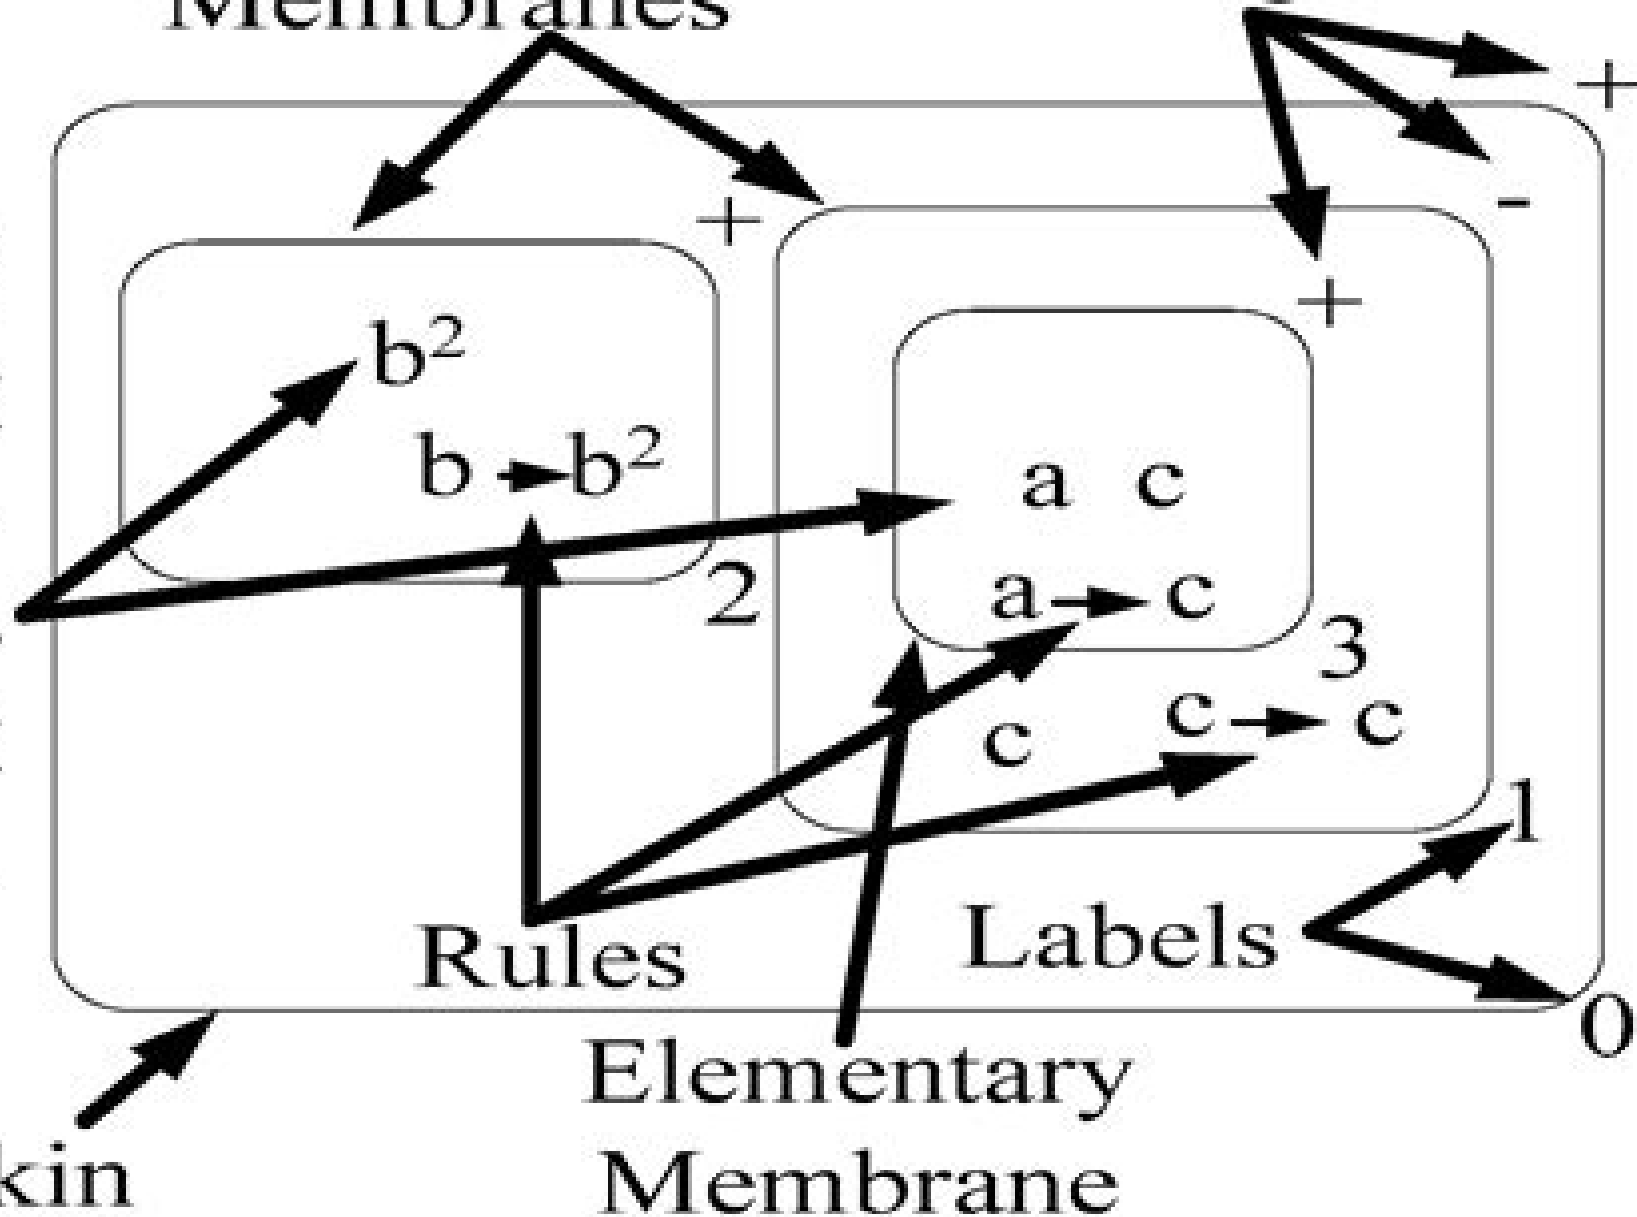 Membranes
+
-
+
+
b²
b → b²
a c
2
a → c
3
c → c
c
1
Rules
Labels
0
Elementary
Membrane
kin